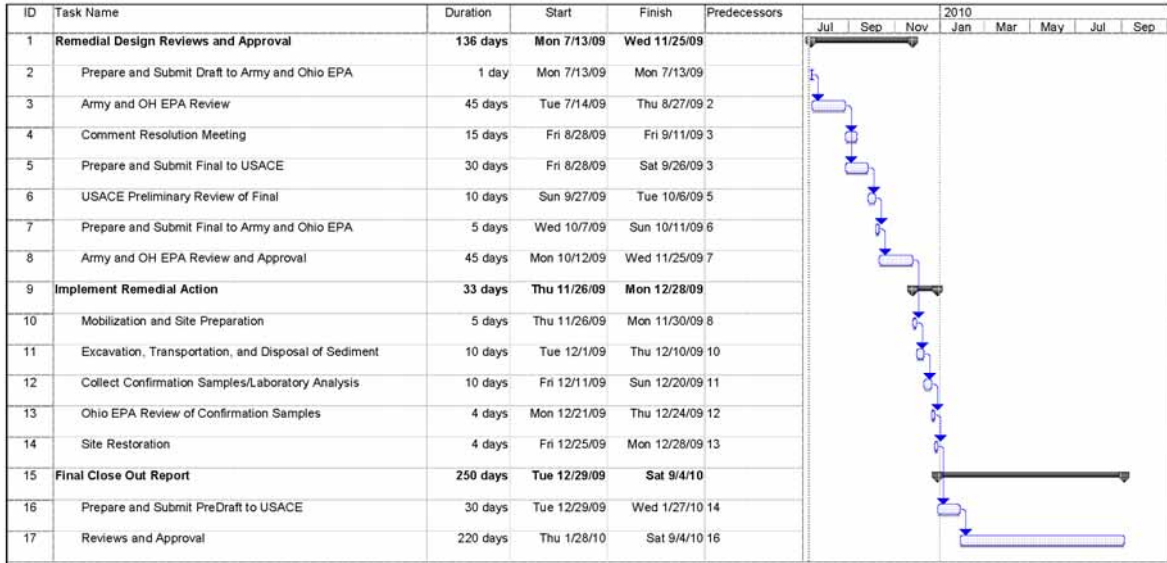 ID Task Name Duration Start Finish Predecessors 2010
Jul Sep Nov Jan Mar May Jul Sep
1 Remedial Design Reviews and Approval 136 days Mon 7/13/09 Wed 11/25/09
2 Prepare and Submit Draft to Army and Ohio EPA 1 day Mon 7/13/09 Mon 7/13/09
3 Army and OH EPA Review 45 days Tue 7/14/09 Thu 8/27/09 2
4 Comment Resolution Meeting 15 days Fri 8/28/09 Fri 9/11/09 3
5 Prepare and Submit Final to USACE 30 days Fri 8/28/09 Sat 9/26/09 3
6 USACE Preliminary Review of Final 10 days Sun 9/27/09 Tue 10/6/09 5
7 Prepare and Submit Final to Army and Ohio EPA 5 days Wed 10/7/09 Sun 10/11/09 6
8 Army and OH EPA Review and Approval 45 days Mon 10/12/09 Wed 11/25/09 7
9 Implement Remedial Action 33 days Thu 11/26/09 Mon 12/28/09
10 Mobilization and Site Preparation 5 days Thu 11/26/09 Mon 11/30/09 8
11 Excavation, Transportation, and Disposal of Sediment 10 days Tue 12/1/09 Thu 12/10/09 10
12 Collect Confirmation Samples/Laboratory Analysis 10 days Fri 12/11/09 Sun 12/20/09 11
13 Ohio EPA Review of Confirmation Samples 4 days Mon 12/21/09 Thu 12/24/09 12
14 Site Restoration 4 days Fri 12/25/09 Mon 12/28/09 13
15 Final Close Out Report 250 days Tue 12/29/09 Sat 9/4/10
16 Prepare and Submit PreDraft to USACE 30 days Tue 12/29/09 Wed 1/27/10 14
17 Reviews and Approval 220 days Thu 1/28/10 Sat 9/4/10 16